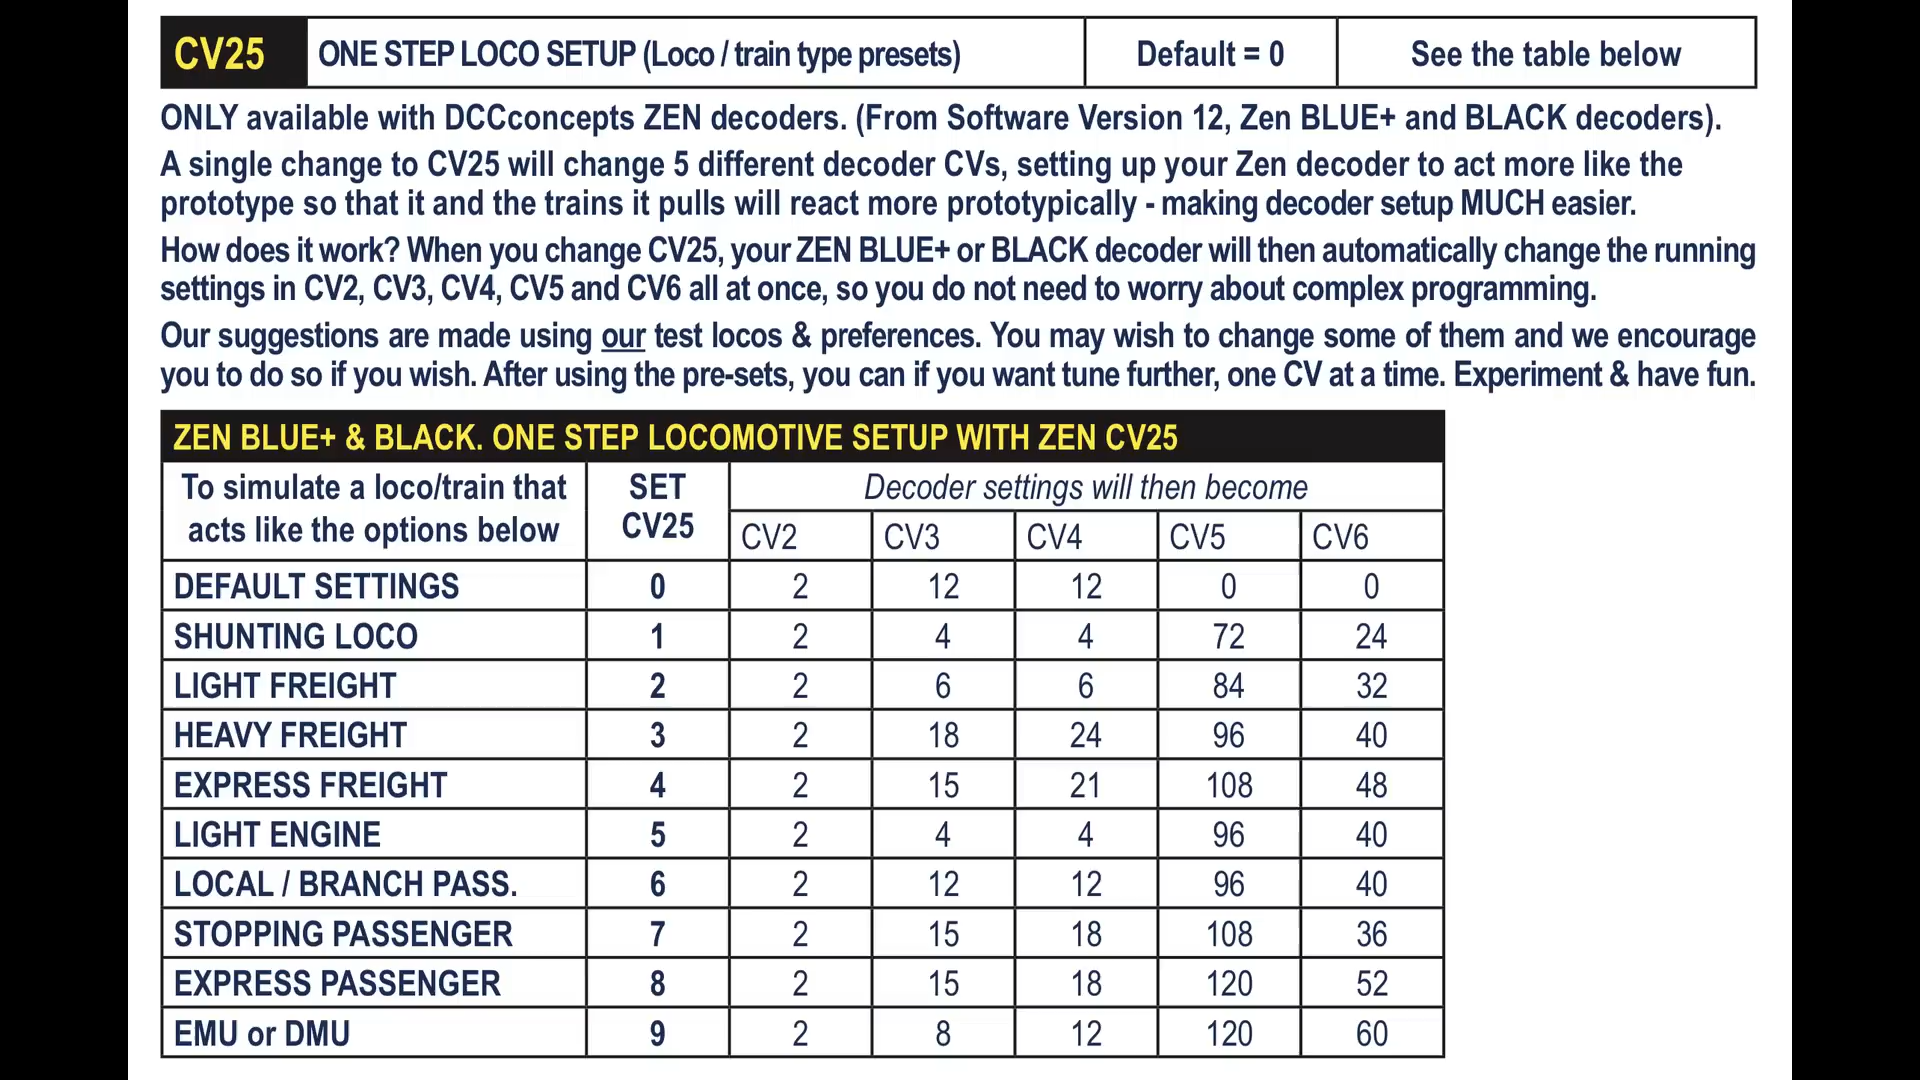 CV25 ONE STEP LOCO SETUP (Loco / train type presets) Default = 0 See the table below
ONLY available with DCCconcepts ZEN decoders. (From Software Version 12, Zen BLUE+ and BLACK decoders).
A single change to CV25 will change 5 different decoder CVs, setting up your Zen decoder to act more like the
prototype so that it and the trains it pulls will react more prototypically - making decoder setup MUCH easier.
How does it work? When you change CV25, your ZEN BLUE+ or BLACK decoder will then automatically change the running
settings in CV2, CV3, CV4, CV5 and CV6 all at once, so you do not need to worry about complex programming.
Our suggestions are made using our test locos & preferences. You may wish to change some of them and we encourage
you to do so if you wish. After using the pre-sets, you can if you want tune further, one CV at a time. Experiment & have fun.
ZEN BLUE+ & BLACK. ONE STEP LOCOMOTIVE SETUP WITH ZEN CV25
To simulate a loco/train that
acts like the options below
SET
CV25
Decoder settings will then become
CV2 CV3 CV4 CV5 CV6
DEFAULT SETTINGS 0 2 12 12 0 0
SHUNTING LOCO 1 2 4 4 72 24
LIGHT FREIGHT 2 2 6 6 84 32
HEAVY FREIGHT 3 2 18 24 96 40
EXPRESS FREIGHT 4 2 15 21 108 48
LIGHT ENGINE 5 2 4 4 96 40
LOCAL / BRANCH PASS. 6 2 12 12 96 40
STOPPING PASSENGER 7 2 15 18 108 36
EXPRESS PASSENGER 8 2 15 18 120 52
EMU or DMU 9 2 8 12 120 60